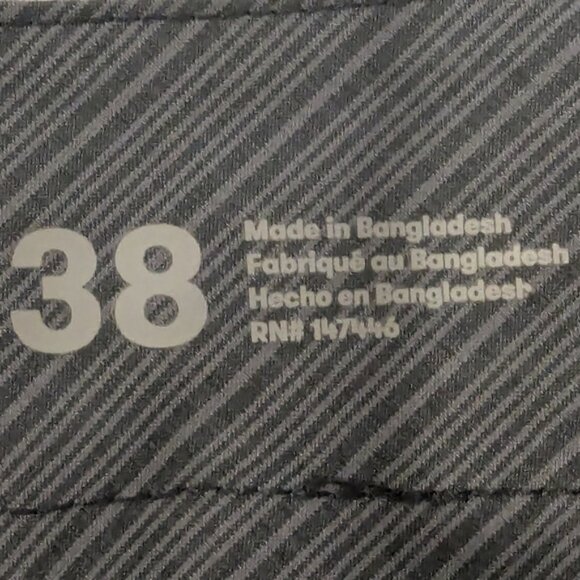 38
Made in Bangladesh
Fabriqué au Bangladesh
Hecho en Bangladesh
RN# 147446